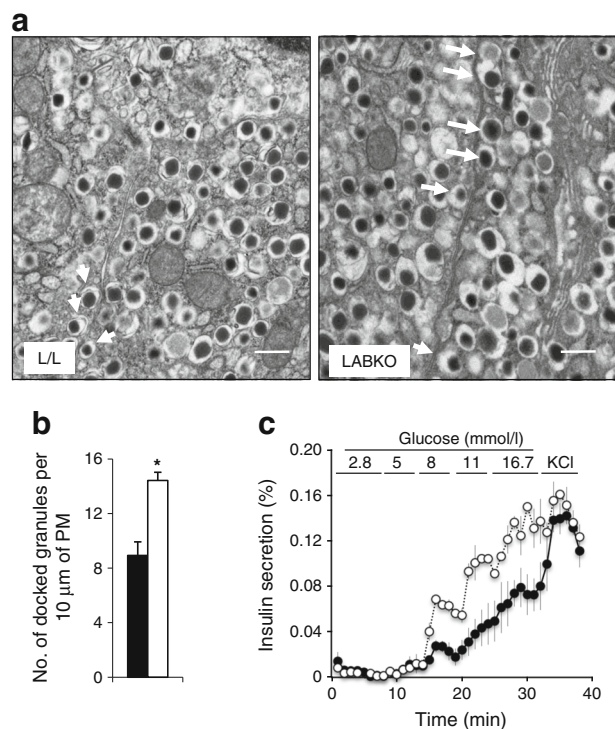 a
L/L
LABKO
b
No. of docked granules per
10 μm of PM
16
12
8
4
0
*
c
Glucose (mmol/l)
2.8 5 8 11 16.7 KCl
Insulin secretion (%)
0.20
0.16
0.12
0.08
0.04
0
0 10 20 30 40
Time (min)